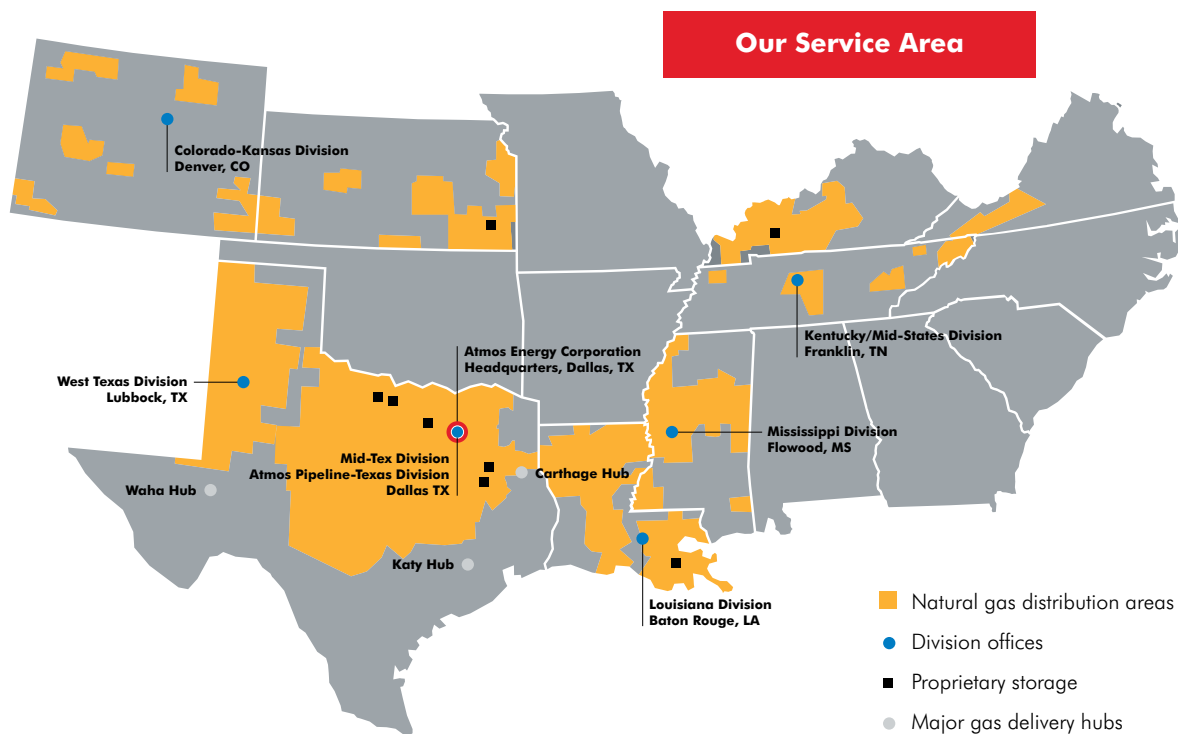 Our Service Area
Colorado-Kansas Division
Denver, CO
Kentucky/Mid-States Division
Franklin, TN
Atmos Energy Corporation
Headquarters, Dallas, TX
West Texas Division
Lubbock, TX
Mississippi Division
Flowood, MS
Mid-Tex Division
Atmos Pipeline-Texas Division
Dallas TX
Carthage Hub
Waha Hub
Katy Hub
Louisiana Division
Baton Rouge, LA
Natural gas distribution areas
Division offices
Proprietary storage
Major gas delivery hubs